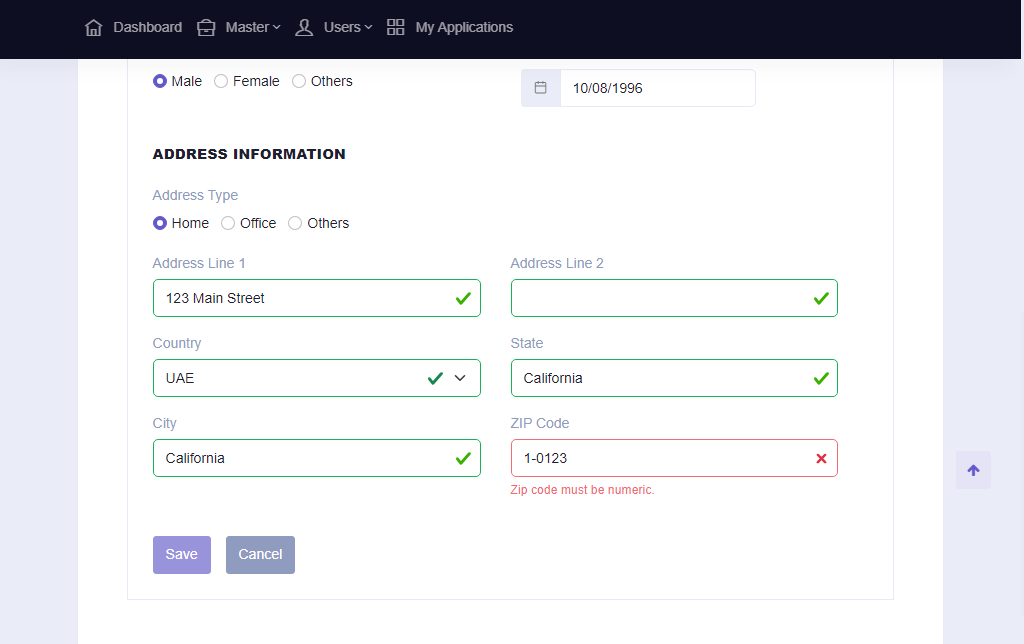 Dashboard Master Users My Applications
Male Female Others 10/08/1996
ADDRESS INFORMATION
Address Type
Home Office Others
Address Line 1 Address Line 2
123 Main Street
Country State
UAE California
City ZIP Code
California 1-0123
Zip code must be numeric.
Save Cancel